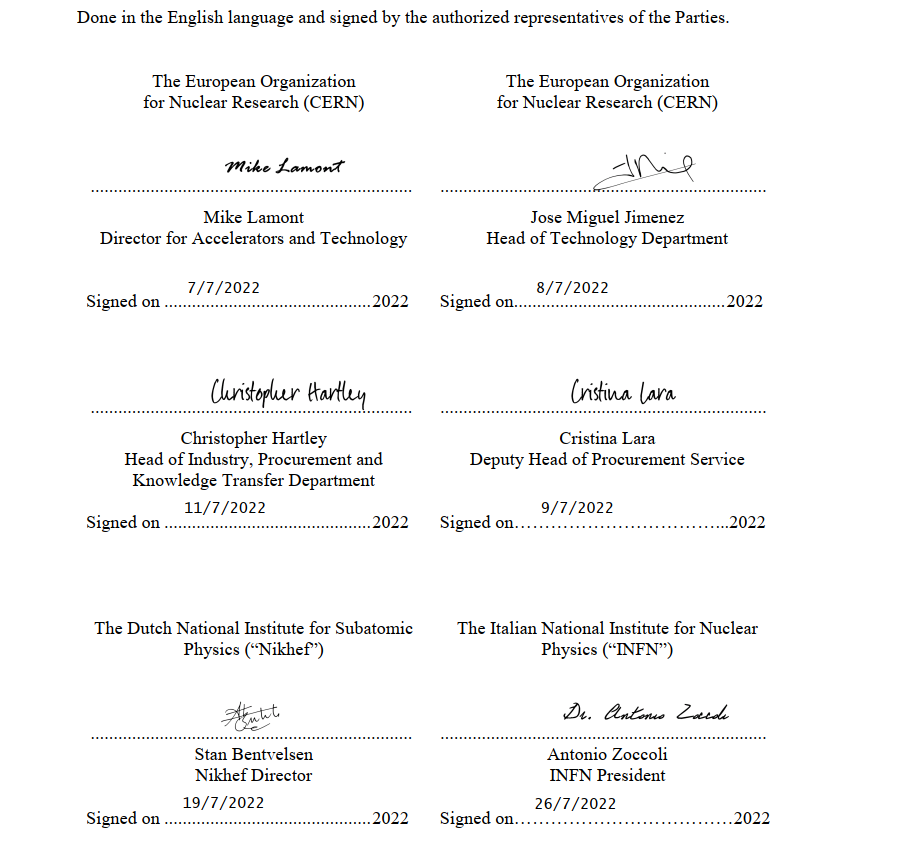 Done in the English language and signed by the authorized representatives of the Parties.
The European Organization
for Nuclear Research (CERN)
Mike Lamont
Mike Lamont
Director for Accelerators and Technology
7/7/2022
Signed on ..............................................2022
The European Organization
for Nuclear Research (CERN)
Jose Miguel Jimenez
Head of Technology Department
8/7/2022
Signed on...............................................2022
Christopher Hartley
Christopher Hartley
Head of Industry, Procurement and
Knowledge Transfer Department
11/7/2022
Signed on ..............................................2022
Cristina Lara
Cristina Lara
Deputy Head of Procurement Service
9/7/2022
Signed on…………………………………...2022
The Dutch National Institute for Subatomic
Physics (“Nikhef”)
Stan Bentvelsen
Nikhef Director
19/7/2022
Signed on ..............................................2022
The Italian National Institute for Nuclear
Physics (“INFN”)
Dr. Antonio
Antonio Zoccoli
INFN President
26/7/2022
Signed on…………………………………….2022